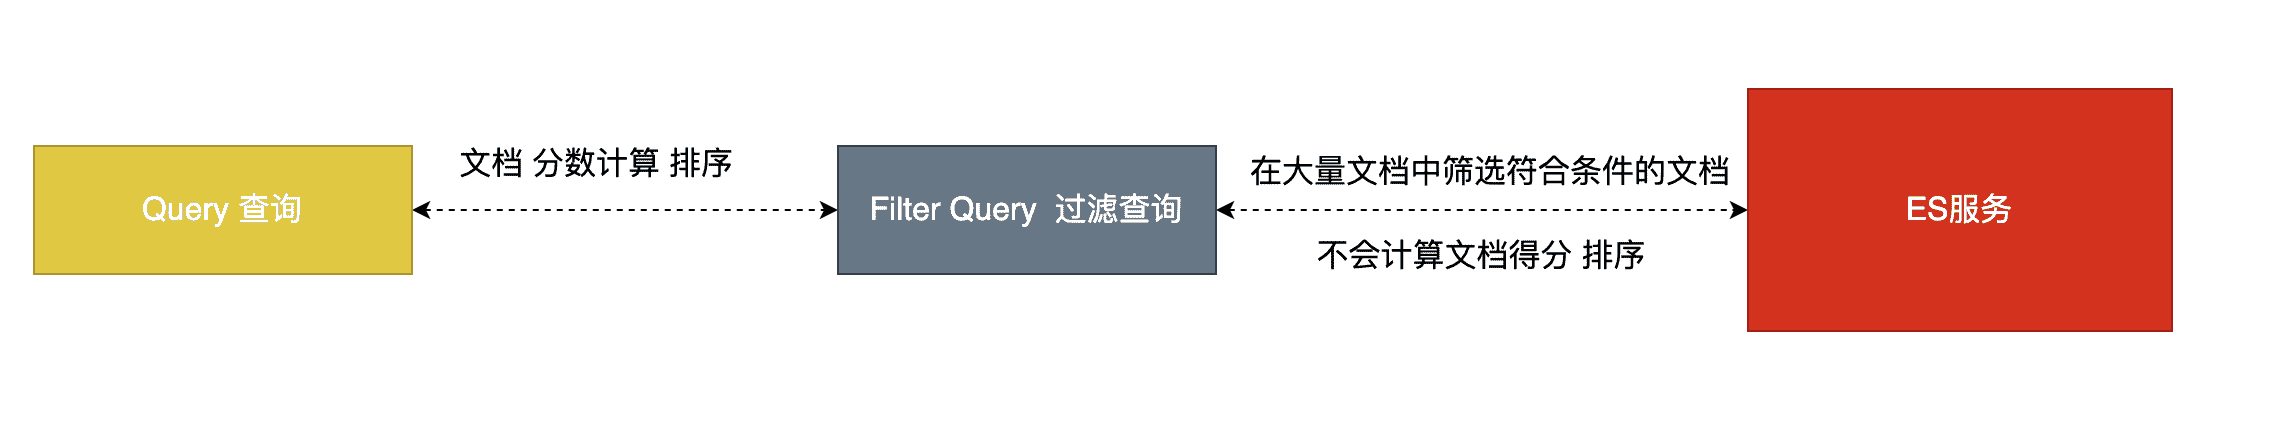 Query 查询
文档 分数计算 排序
Filter Query 过滤查询
在大量文档中筛选符合条件的文档
不会计算文档得分 排序
ES服务